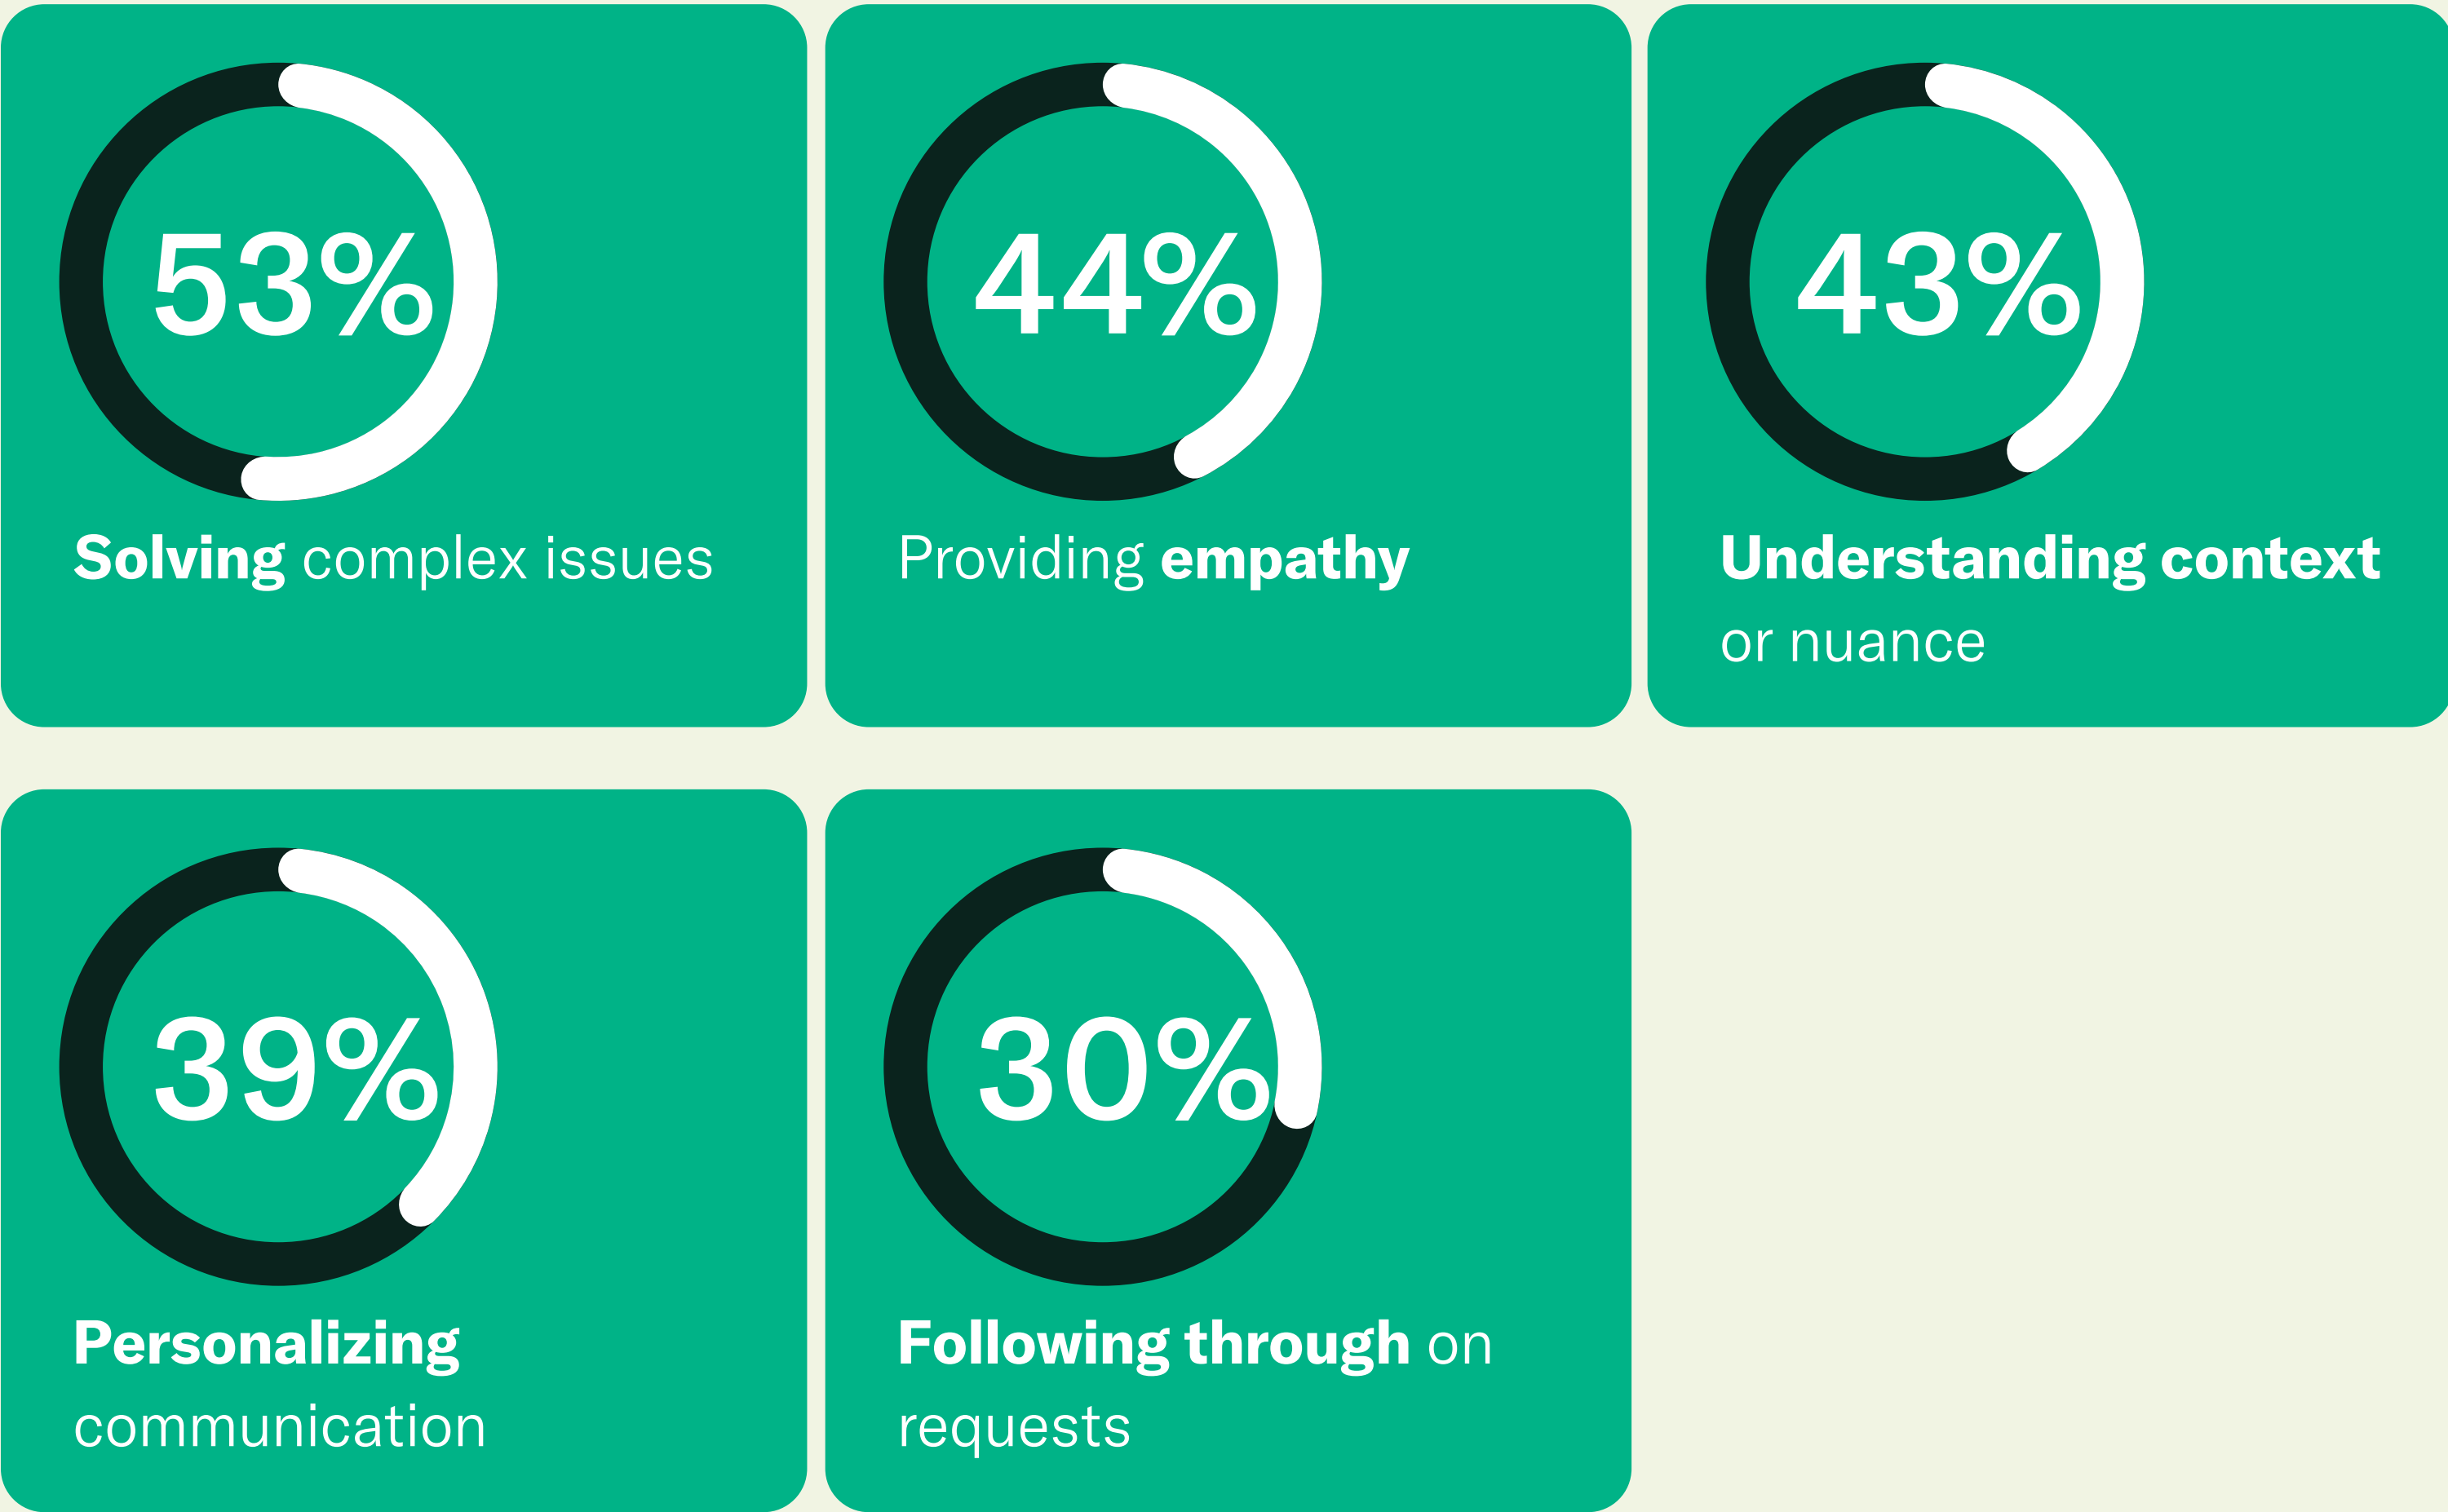 53%
Solving complex issues
44%
Providing empathy
43%
Understanding context
or nuance
39%
Personalizing
communication
30%
Following through on
requests